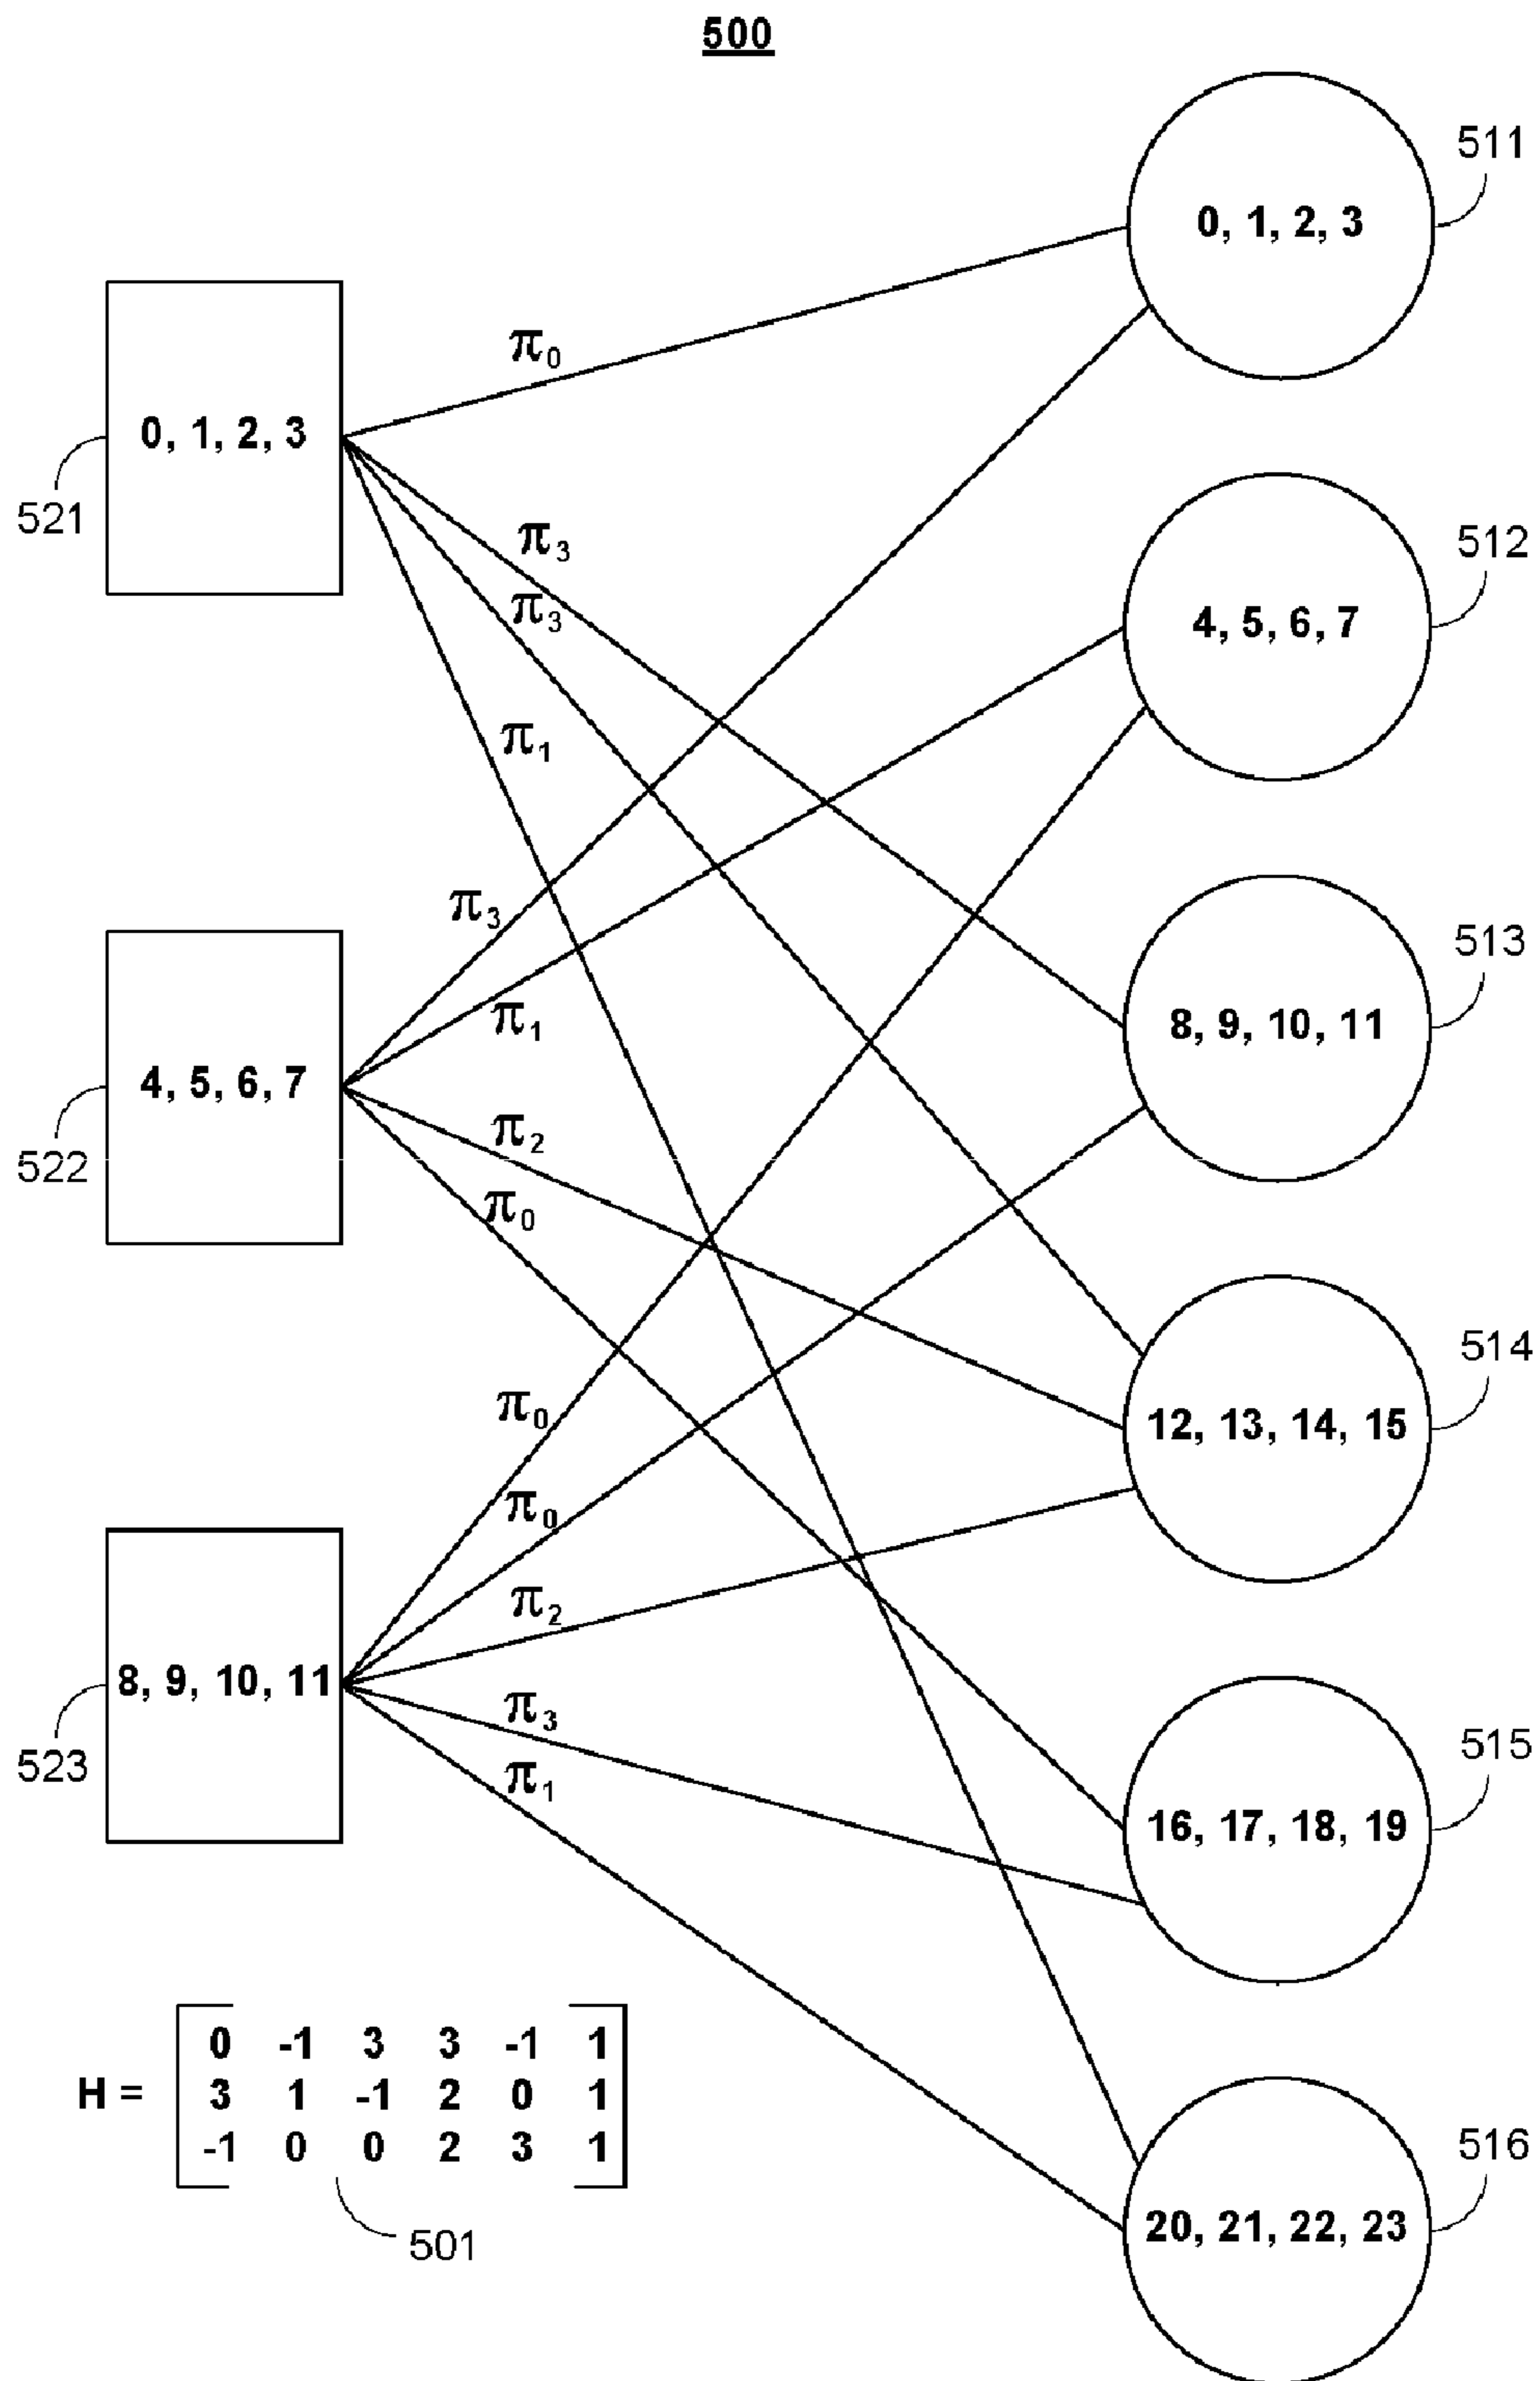 500
511
0, 1, 2, 3
π0
0, 1, 2, 3
521
π3
512
π3
4, 5, 6, 7
π1
π3
513
π1
8, 9, 10, 11
4, 5, 6, 7
π2
522
π0
514
π0
12, 13, 14, 15
π0
π2
8, 9, 10, 11
π3
515
523
π1
16, 17, 18, 19
H =
0 -1 3 3 -1 1
3 1 -1 2 0 1
-1 0 0 2 3 1
516
20, 21, 22, 23
501